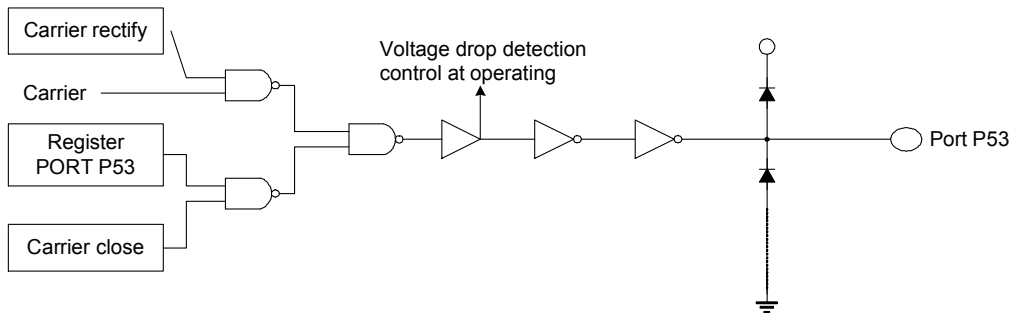 Carrier rectify
Voltage drop detection
control at operating
Carrier
Register
PORT P53
Port P53
Carrier close